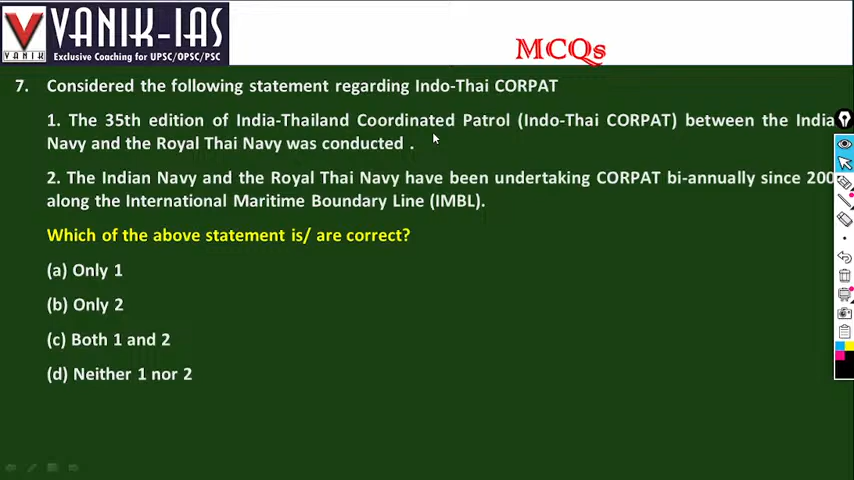 VANIK-IAS
Exclusive Coaching for UPSC/OPSC/PSC
VANIK
MCQs
7. Considered the following statement regarding Indo-Thai CORPAT
1. The 35th edition of India-Thailand Coordinated Patrol (Indo-Thai CORPAT) between the India
Navy and the Royal Thai Navy was conducted .
2. The Indian Navy and the Royal Thai Navy have been undertaking CORPAT bi-annually since
along the International Maritime Boundary Line (IMBL).
Which of the above statement is/ are correct?
(a) Only 1
(b) Only 2
(c) Both 1 and 2
(d) Neither 1 nor 2